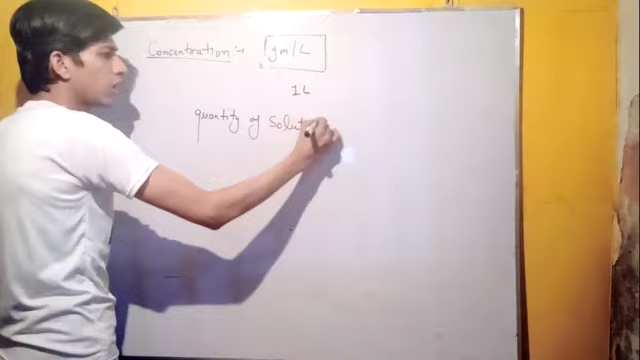 Concentration :-
gm/L
1L
quantity of Solut